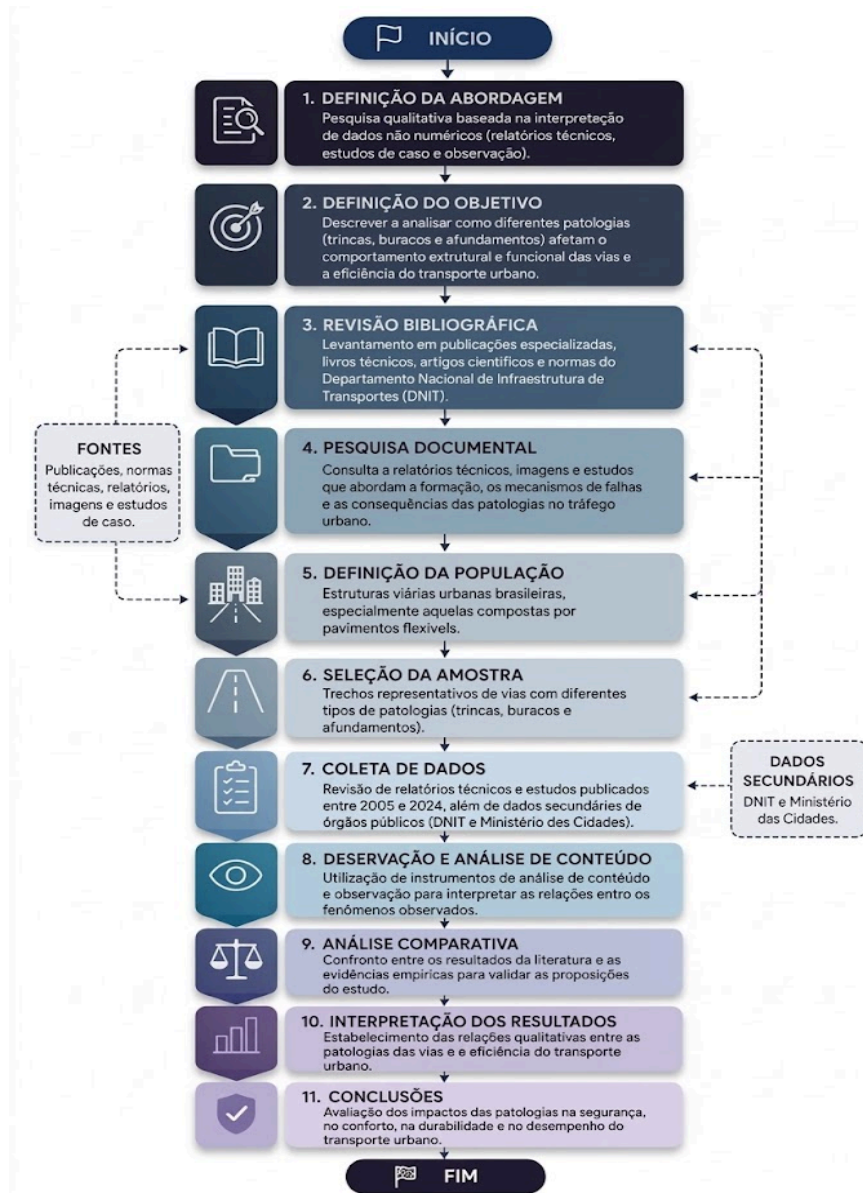 INÍCIO
1. DEFINIÇÃO DA ABORDAGEM
Pesquisa qualitativa baseada na interpretação
de dados não numéricos (relatórios técnicos,
estudos de caso e observação).
2. DEFINIÇÃO DO OBJETIVO
Descrever a analisar como diferentes patologias
(trincas, buracos e afundamentos) afetam o
comportamento extrutural e funcional das vias e
a eficiência do transporte urbano.
3. REVISÃO BIBLIOGRÁFICA
Levantamento em publicações especializadas,
livros técnicos, artigos cientificos e normas do
Departamento Nacional de Infraestrutura de
Transportes (DNIT).
FONTES
Publicações, normas
técnicas, relatórios,
imagens e estudos
de caso.
4. PESQUISA DOCUMENTAL
Consulta a relatórios técnicos, imagens e estudos
que abordam a formação, os mecanismos de falhas
e as consequências das patologias no tráfego
urbano.
5. DEFINIÇÃO DA POPULAÇÃO
Estruturas viárias urbanas brasileiras,
especialmente aquelas compostas por
pavimentos flexivels.
6. SELEÇÃO DA AMOSTRA
Trechos representativos de vias com diferentes
tipos de patologias (trincas, buracos e
afundamentos).
7. COLETA DE DADOS
Revisão de relatórios técnicos e estudos publicados
entre 2005 e 2024, além de dados secundáries de
órgãos públicos (DNIT e Ministério des Cidades).
DADOS
SECUNDÁRIOS
DNIT e Ministério
das Cidades.
8. DESERVAÇÃO E ANÁLISE DE CONTEÚDO
Utilização de instrumentos de análise de contéúdo
e observação para interpretar as relações entro os
fenômenos observados.
9. ANÁLISE COMPARATIVA
Confronto entre os resultados da literatura e as
evidências empiricas para validar as proposições
do estudo.
10. INTERPRETAÇÃO DOS RESULTADOS
Estabelecimento das relações qualitativas entre as
patologias das vias e e eficiência do transporte
urbano.
11. CONCLUSÕES
Avaliação dos impactos das patologias na segurança,
no conforto, na durabilidade e no desempenho do
transporte urbano.
FIM